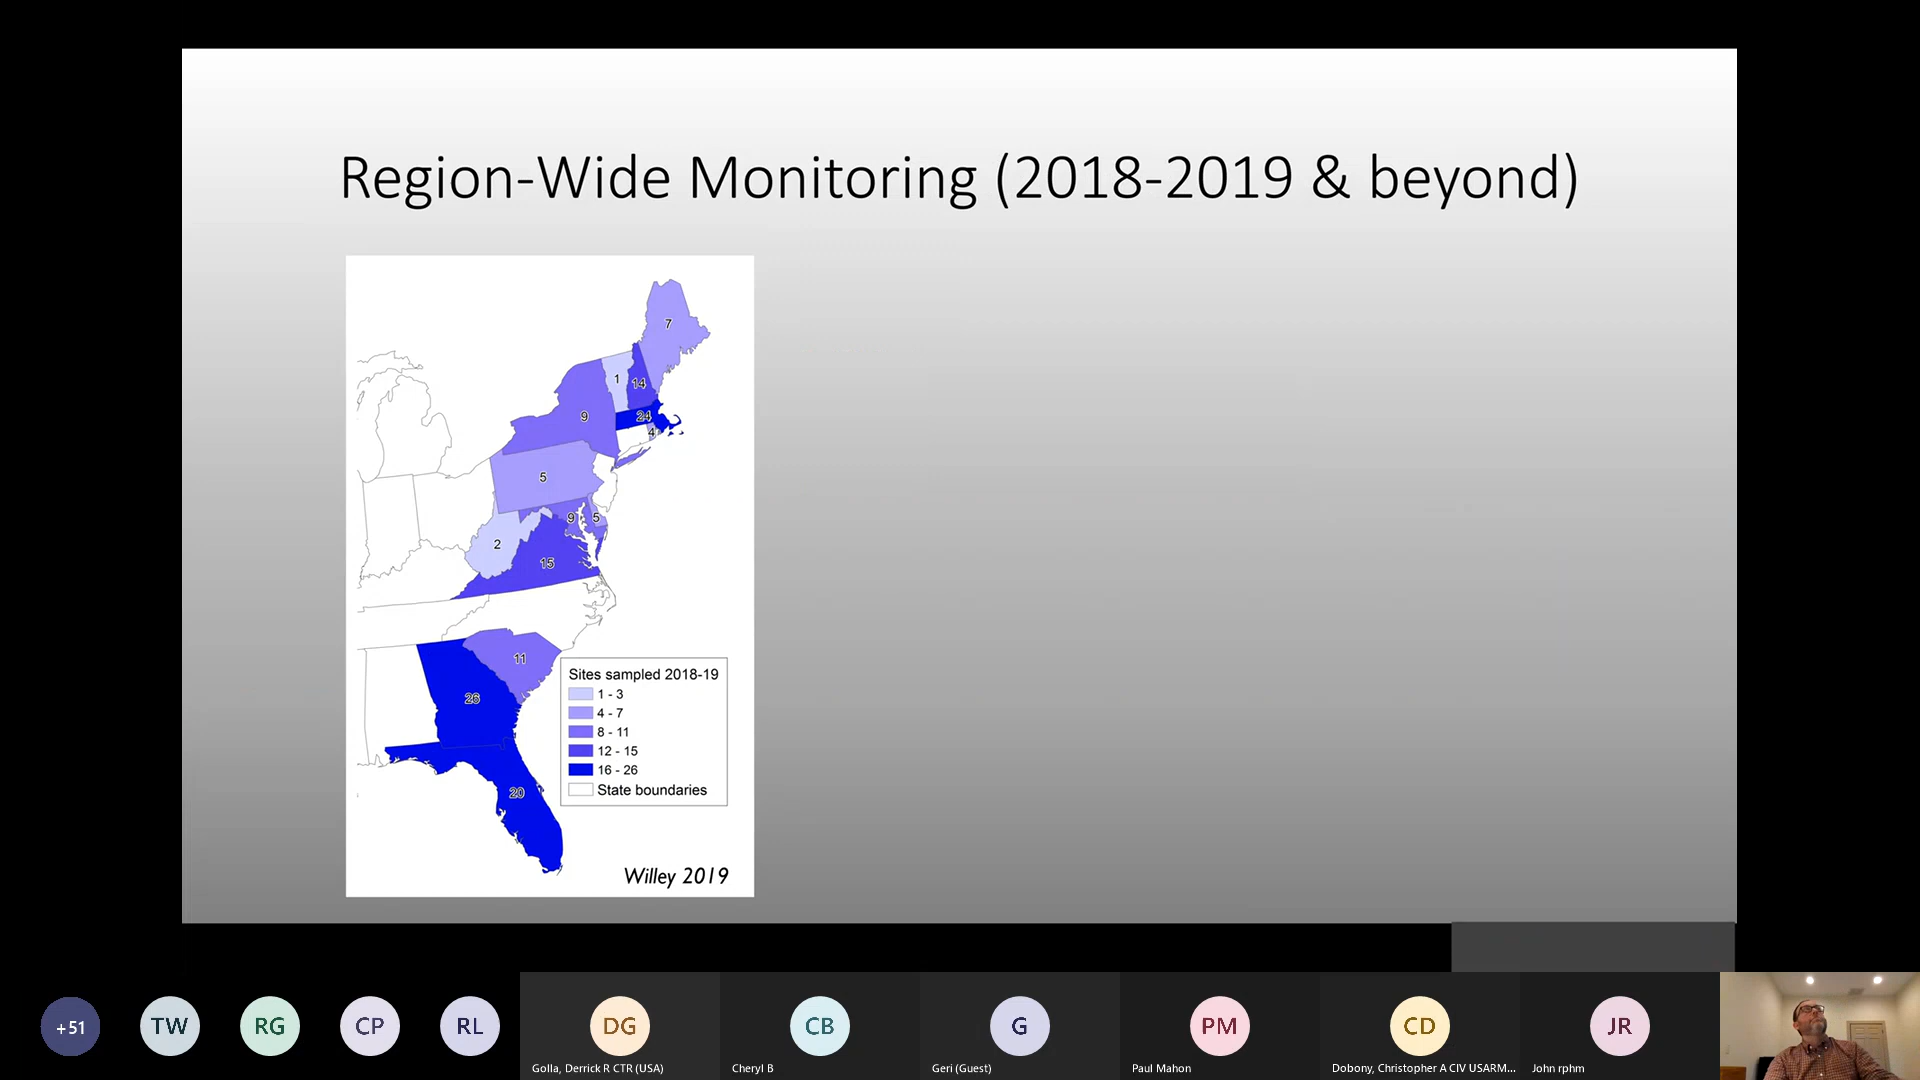 Region-Wide Monitoring (2018-2019 & beyond)
7
1
14
9
24
4
5
9
5
2
15
11
26
20
Sites sampled 2018-19
1 - 3
4 - 7
8 - 11
12 - 15
16 - 26
State boundaries
Willey 2019
+51
TW
RG
CP
RL
DG
CB
G
PM
CD
JR
Golla, Derrick R CTR (USA)
Cheryl B
Geri (Guest)
Paul Mahon
Dobony, Christopher A CIV USARM...
John rphm